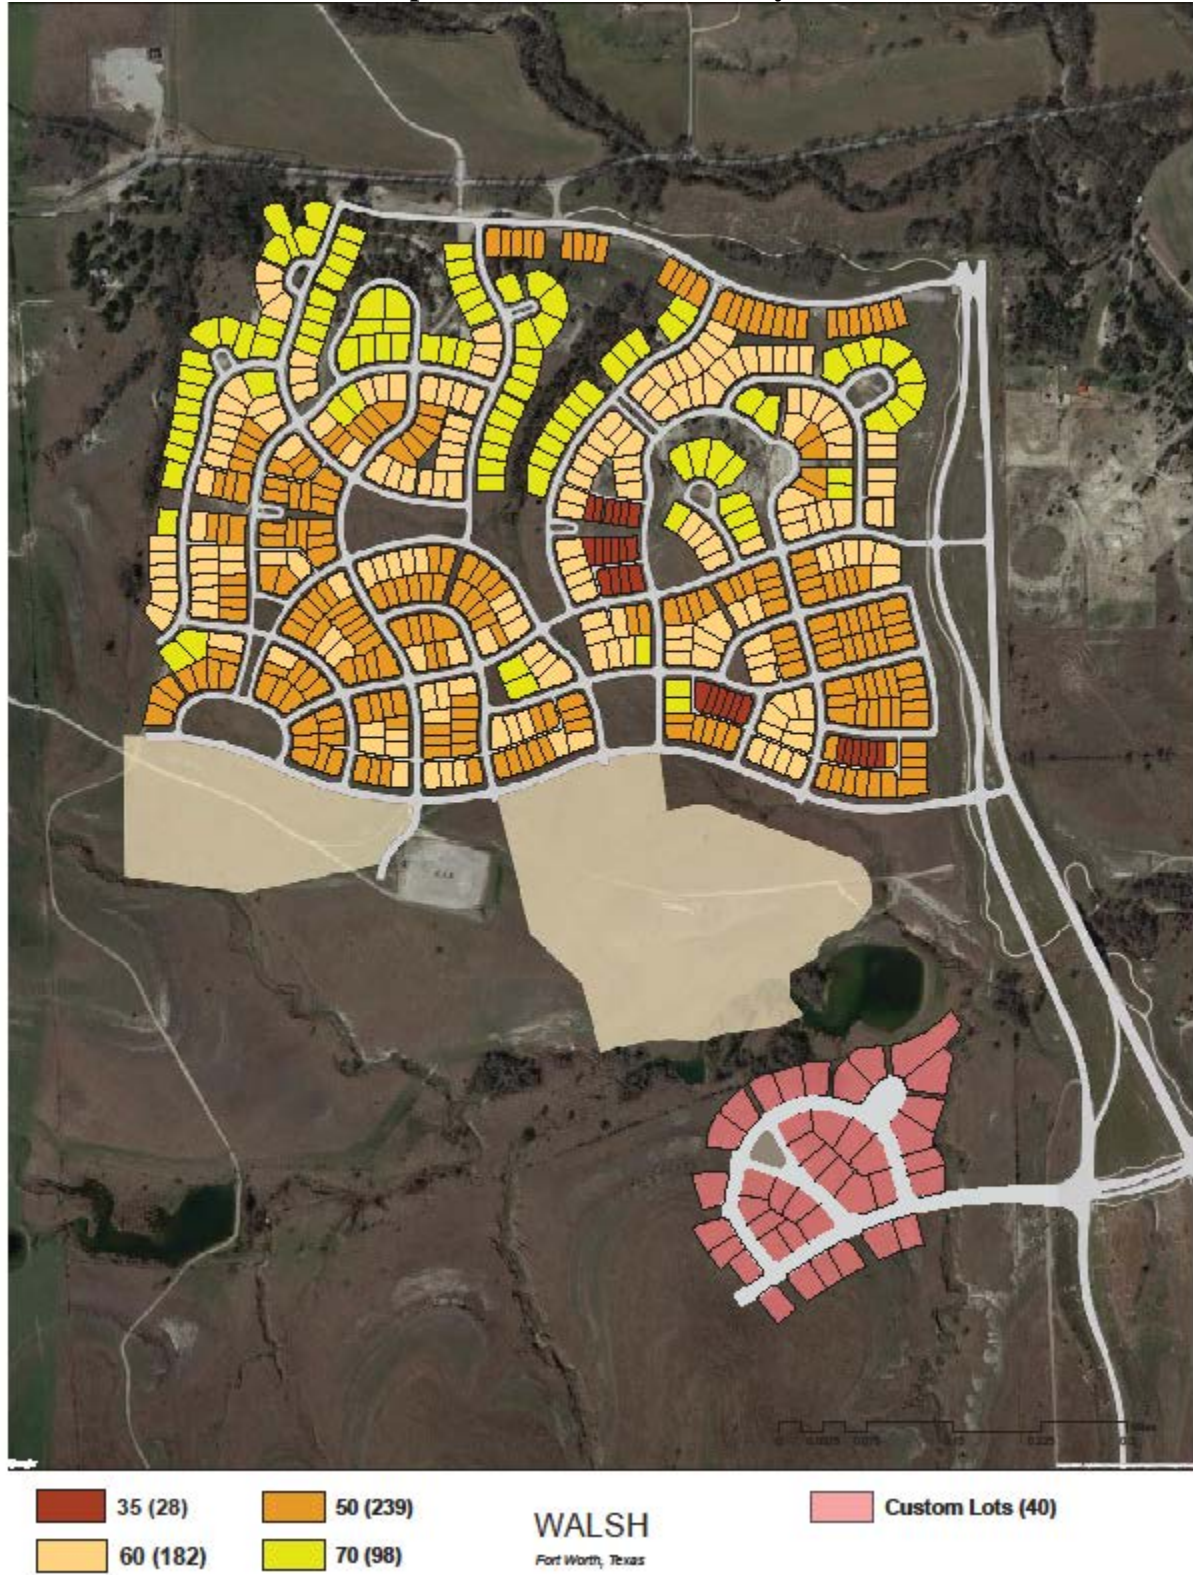 35 (28)
50 (239)
60 (182)
70 (98)
WALSH
Fort Worth, Texas
Custom Lots (40)